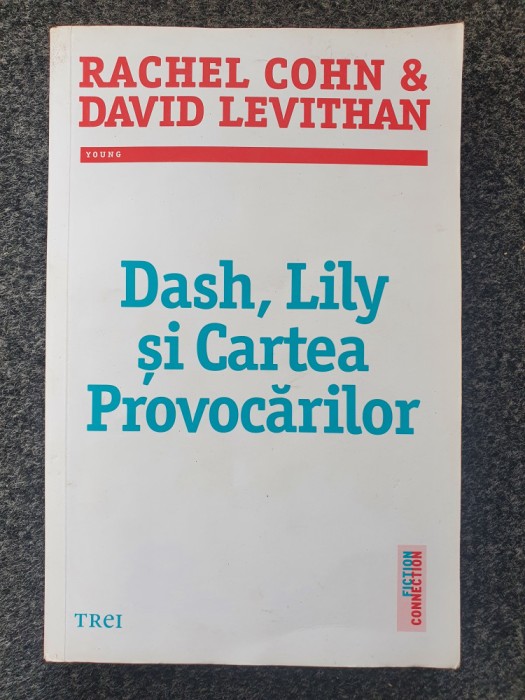 RACHEL COHN &
DAVID LEVITHAN
YOUNG
Dash, Lily
și Cartea
Provocărilor
TREI
FICTION
CONNECTION